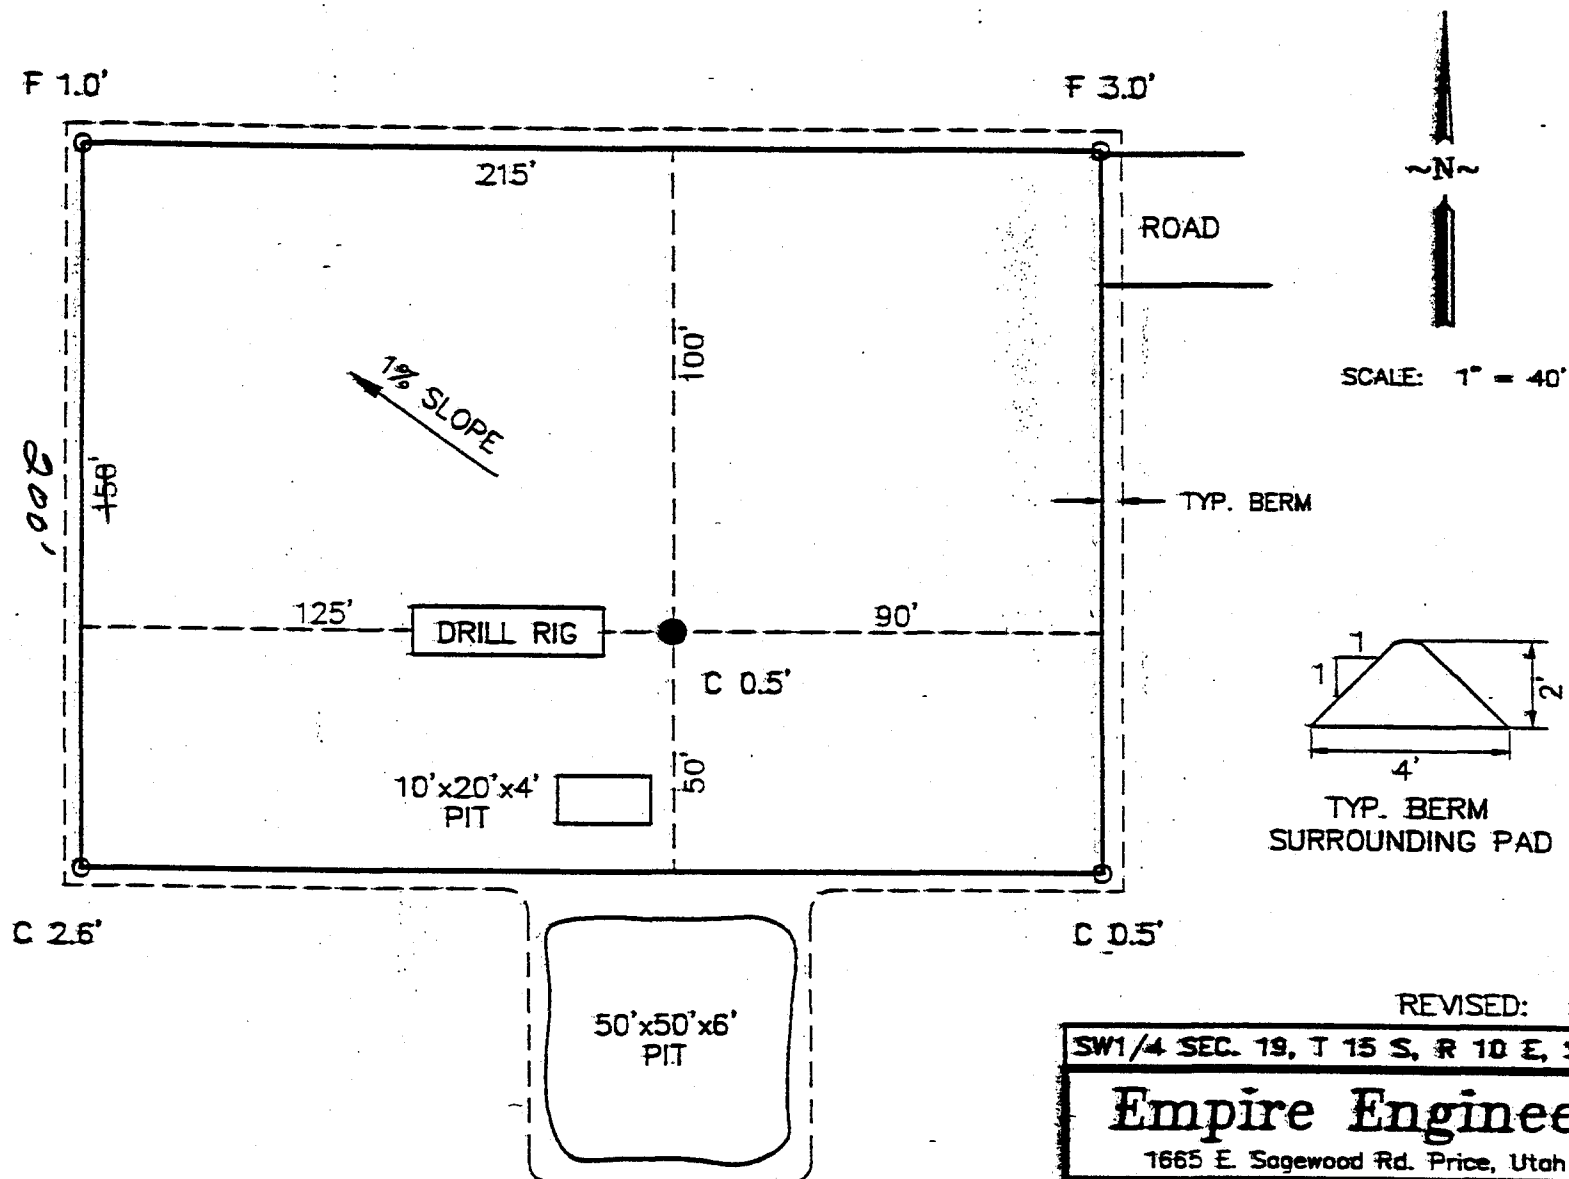 F 1.0'
F 3.0'
215'
~N~
ROAD
100'
SCALE: 1" = 40'
1% SLOPE
200'
150'
TYP. BERM
125'
DRILL RIG
90'
C 0.5'
1
1
2'
4'
10'x20'x4'
PIT
50'
TYP. BERM
SURROUNDING PAD
C 2.6'
C 0.5'
50'x50'x6'
PIT
REVISED:
SW1/4 SEC. 19, T 15 S, R 10 E,
Empire Enginee
1665 E. Sagewood Rd. Price, Utah